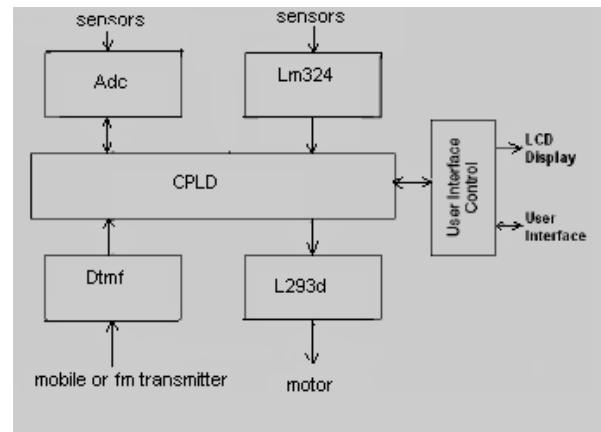 sensors
sensors
Adc
Lm324
CPLD
User Interface
Control
LCD
Display
User
Interface
Dtmf
L293d
mobile or fm transmitter
motor